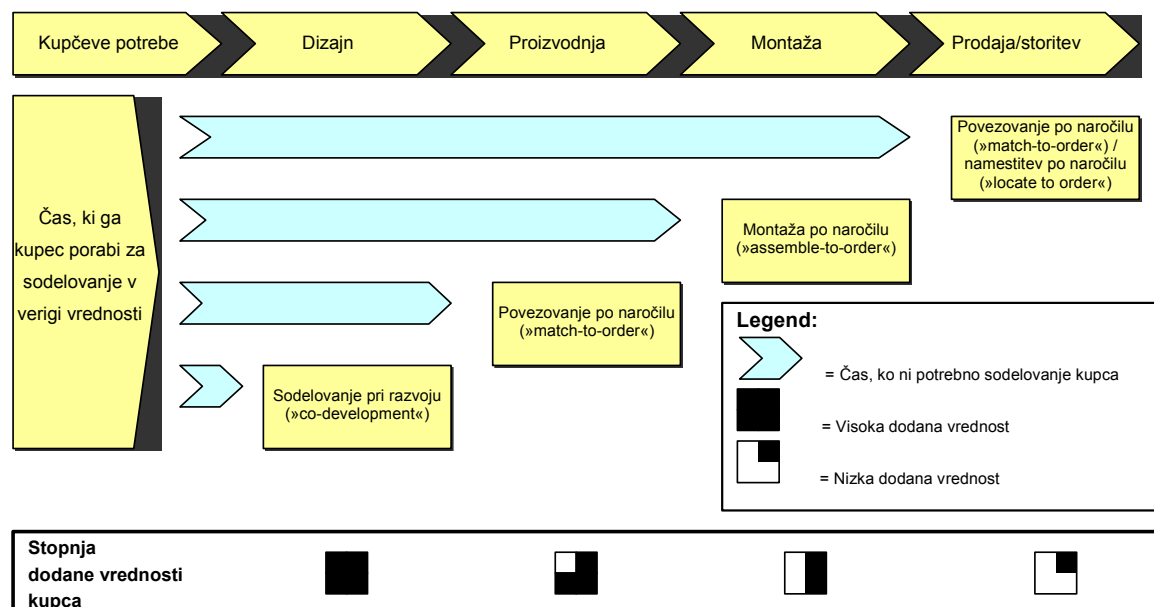 Kupčeve potrebe
Dizajn
Proizvodnja
Montaža
Prodaja/storitev
Čas, ki ga
kupec porabi za
sodelovanje v
verigi vrednosti
Povezovanje po naročilu
(»match-to-order«) /
namestitev po naročilu
(»locate to order«)
Montaža po naročilu
(»assemble-to-order«)
Povezovanje po naročilu
(»match-to-order«)
Sodelovanje pri razvoju
(»co-development«)
Legend:
= Čas, ko ni potrebno sodelovanje kupca
= Visoka dodana vrednost
= Nizka dodana vrednost
Stopnja
dodane vrednosti
kupca